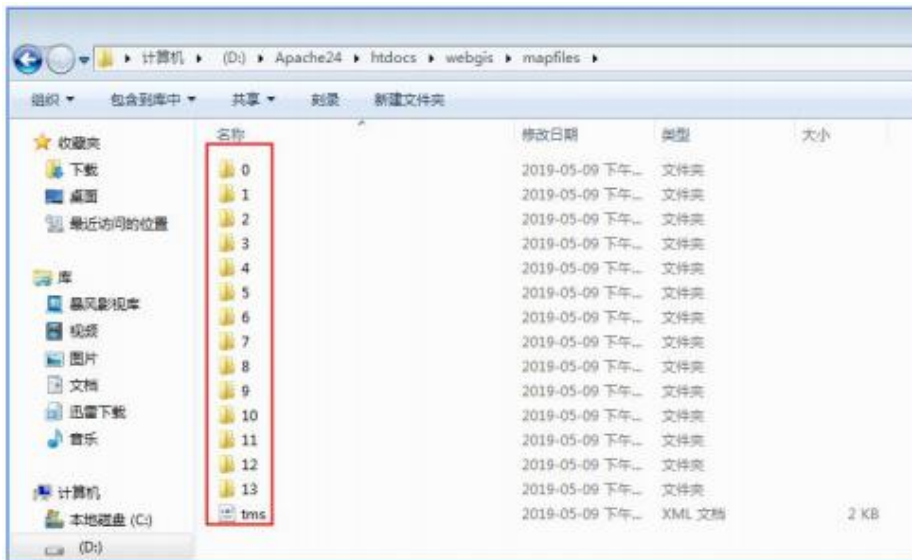 计算机 (D:) Apache24 htdocs webgis mapfiles
组织 包含到库中 共享 刻录 新建文件夹
名称 修改日期 类型 大小
收藏夹
下载
桌面
最近访问的位置
库
暴风影视库
视频
图片
文档
迅雷下载
音乐
计算机
本地磁盘 (C:)
(D:)
0 2019-05-09 下午... 文件夹
1 2019-05-09 下午... 文件夹
2 2019-05-09 下午... 文件夹
3 2019-05-09 下午... 文件夹
4 2019-05-09 下午... 文件夹
5 2019-05-09 下午... 文件夹
6 2019-05-09 下午... 文件夹
7 2019-05-09 下午... 文件夹
8 2019-05-09 下午... 文件夹
9 2019-05-09 下午... 文件夹
10 2019-05-09 下午... 文件夹
11 2019-05-09 下午... 文件夹
12 2019-05-09 下午... 文件夹
13 2019-05-09 下午... 文件夹
tms 2019-05-09 下午... XML 文档 2 KB